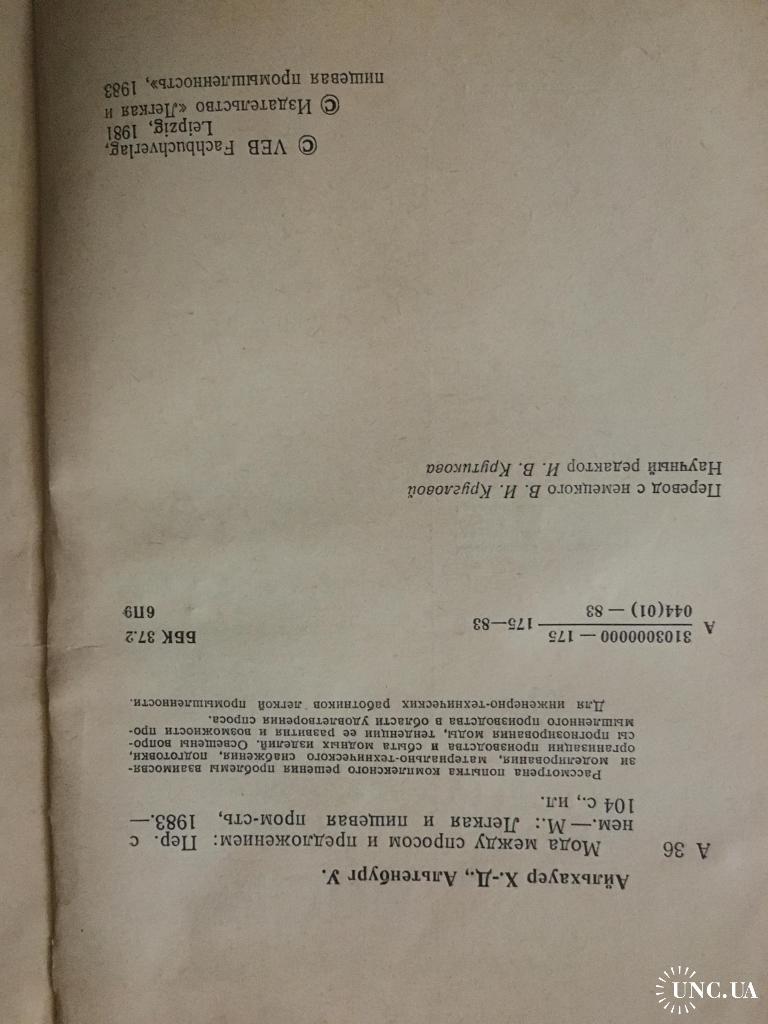 Айльхауер Х.-Д., Альтенбург У.
А 36 Мода между спросом и предложением: Пер. с
нем.— М.: Легкая и пищевая пром-сть, 1983.—
104 с., ил.
Рассмотрена попытка комплексного решения проблемы взаимосвя-
зи моделирования, материально-технического снабжения, подготовки,
организации производства и сбыта модных изделий. Освещены вопро-
сы прогнозирования моды, тенденции ее развития и возможности про-
мышленного производства в области удовлетворения спроса.
Для инженерно-технических работников легкой промышленности.
А 3103000000 — 175 175—83
044(01) — 83
ББК 37.2
6П9
Перевод с немецкого В. И. Кругловой
Научный редактор И. В. Крутикова
© VEB Fachbuchverlag,
Leipzig, 1981
© Издательство «Легкая и
пищевая промышленность», 1983
UNC.UA